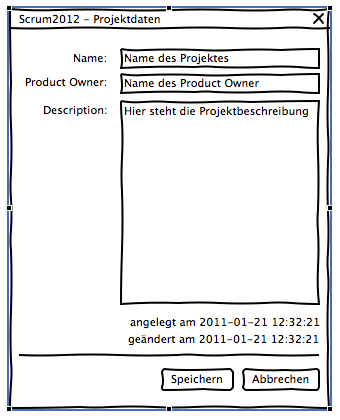 Scrum2012 - Projektdaten
Name: Name des Projektes
Product Owner: Name des Product Owner
Description: Hier steht die Projektbeschreibung
angelegt am 2011-01-21 12:32:21
geändert am 2011-01-21 12:32:21
Speichern Abbrechen